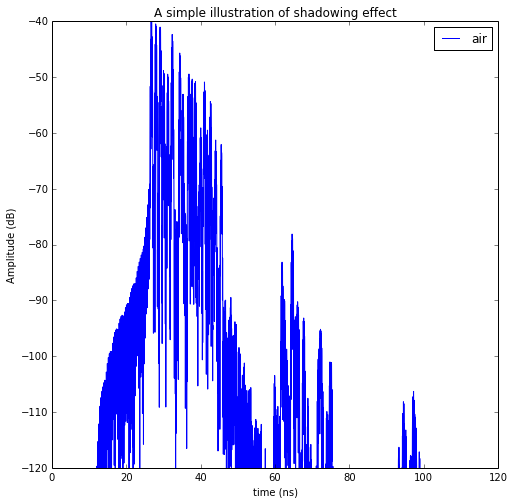 A simple illustration of shadowing effect
air
Amplitude (dB)
−40
−50
−60
−70
−80
−90
−100
−110
−120
0 20 40 60 80 100 120
time (ns)